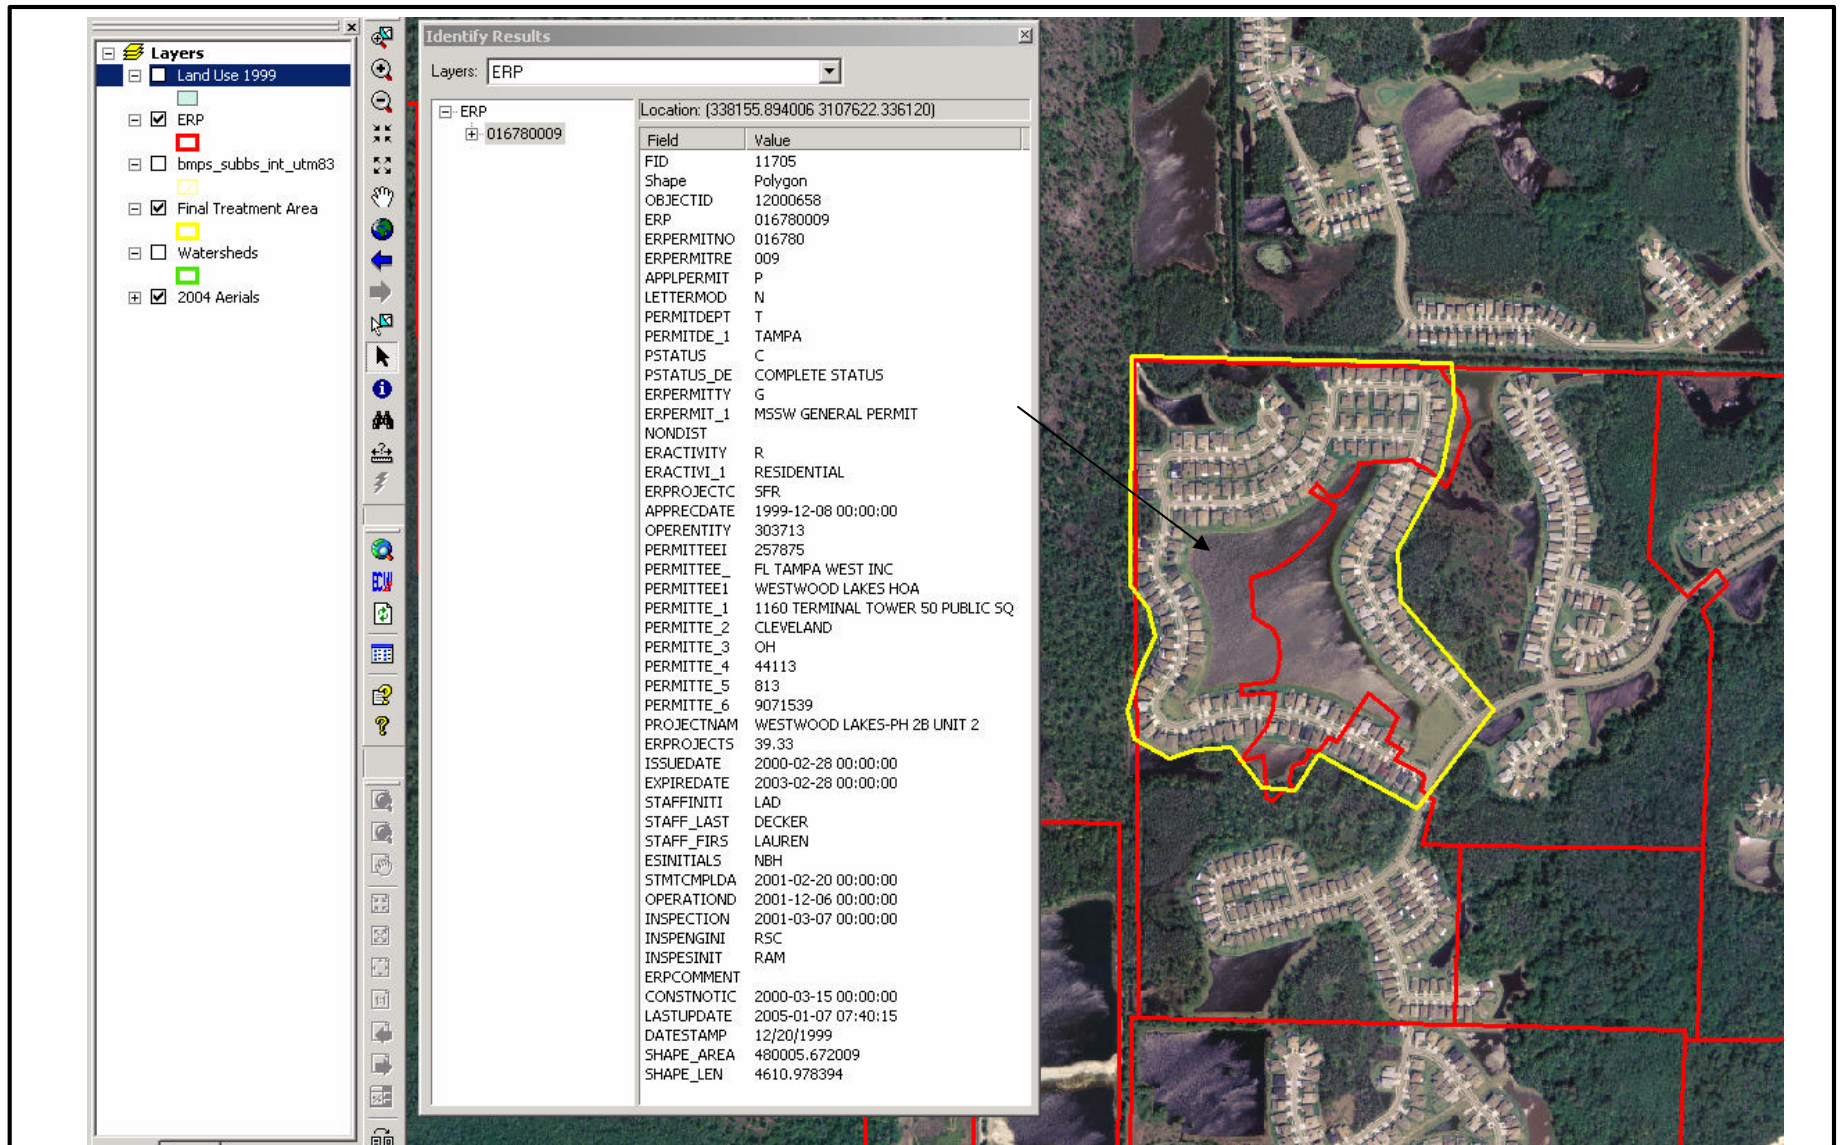 Layers
Land Use 1999
ERP
bmps_subbs_int_utm83
Final Treatment Area
Watersheds
2004 Aerials
Identify Results
Layers: ERP
ERP
016780009
Location: (338155.894006 3107622.336120)
Field Value
FID 11705
Shape Polygon
OBJECTID 12000658
ERP 016780009
ERPERMITNO 016780
ERPERMITRE 009
APPLPERMIT P
LETTERMOD N
PERMITDEPT T
PERMITDE_1 TAMPA
PSTATUS C
PSTATUS_DE COMPLETE STATUS
ERPERMITTY G
ERPERMIT_1 MSSW GENERAL PERMIT
NONDIST
ERACTIVITY R
ERACTIVI_1 RESIDENTIAL
ERPROJECTC SFR
APPRECDATE 1999-12-08 00:00:00
OPERENTITY 303713
PERMITTEEI 257875
PERMITTEE_ FL TAMPA WEST INC
PERMITTEE1 WESTWOOD LAKES HOA
PERMITTE_1 1160 TERMINAL TOWER 50 PUBLIC SQ
PERMITTE_2 CLEVELAND
PERMITTE_3 OH
PERMITTE_4 44113
PERMITTE_5 813
PERMITTE_6 9071539
PROJECTNAM WESTWOOD LAKES-PH 2B UNIT 2
ERPROJECTS 39.33
ISSUEDATE 2000-02-28 00:00:00
EXPIREDATE 2003-02-28 00:00:00
STAFFINITI LAD
STAFF_LAST DECKER
STAFF_FIRS LAUREN
ESINITIALS NBH
STMTCMPLDA 2001-02-20 00:00:00
OPERATIOND 2001-12-06 00:00:00
INSPECTION 2001-03-07 00:00:00
INSPENGINI RSC
INSPESINIT RAM
ERPCOMMENT
CONSTNOTIC 2000-03-15 00:00:00
LASTUPDATE 2005-01-07 07:40:15
DATESTAMP 12/20/1999
SHAPE_AREA 480005.672009
SHAPE_LEN 4610.978394